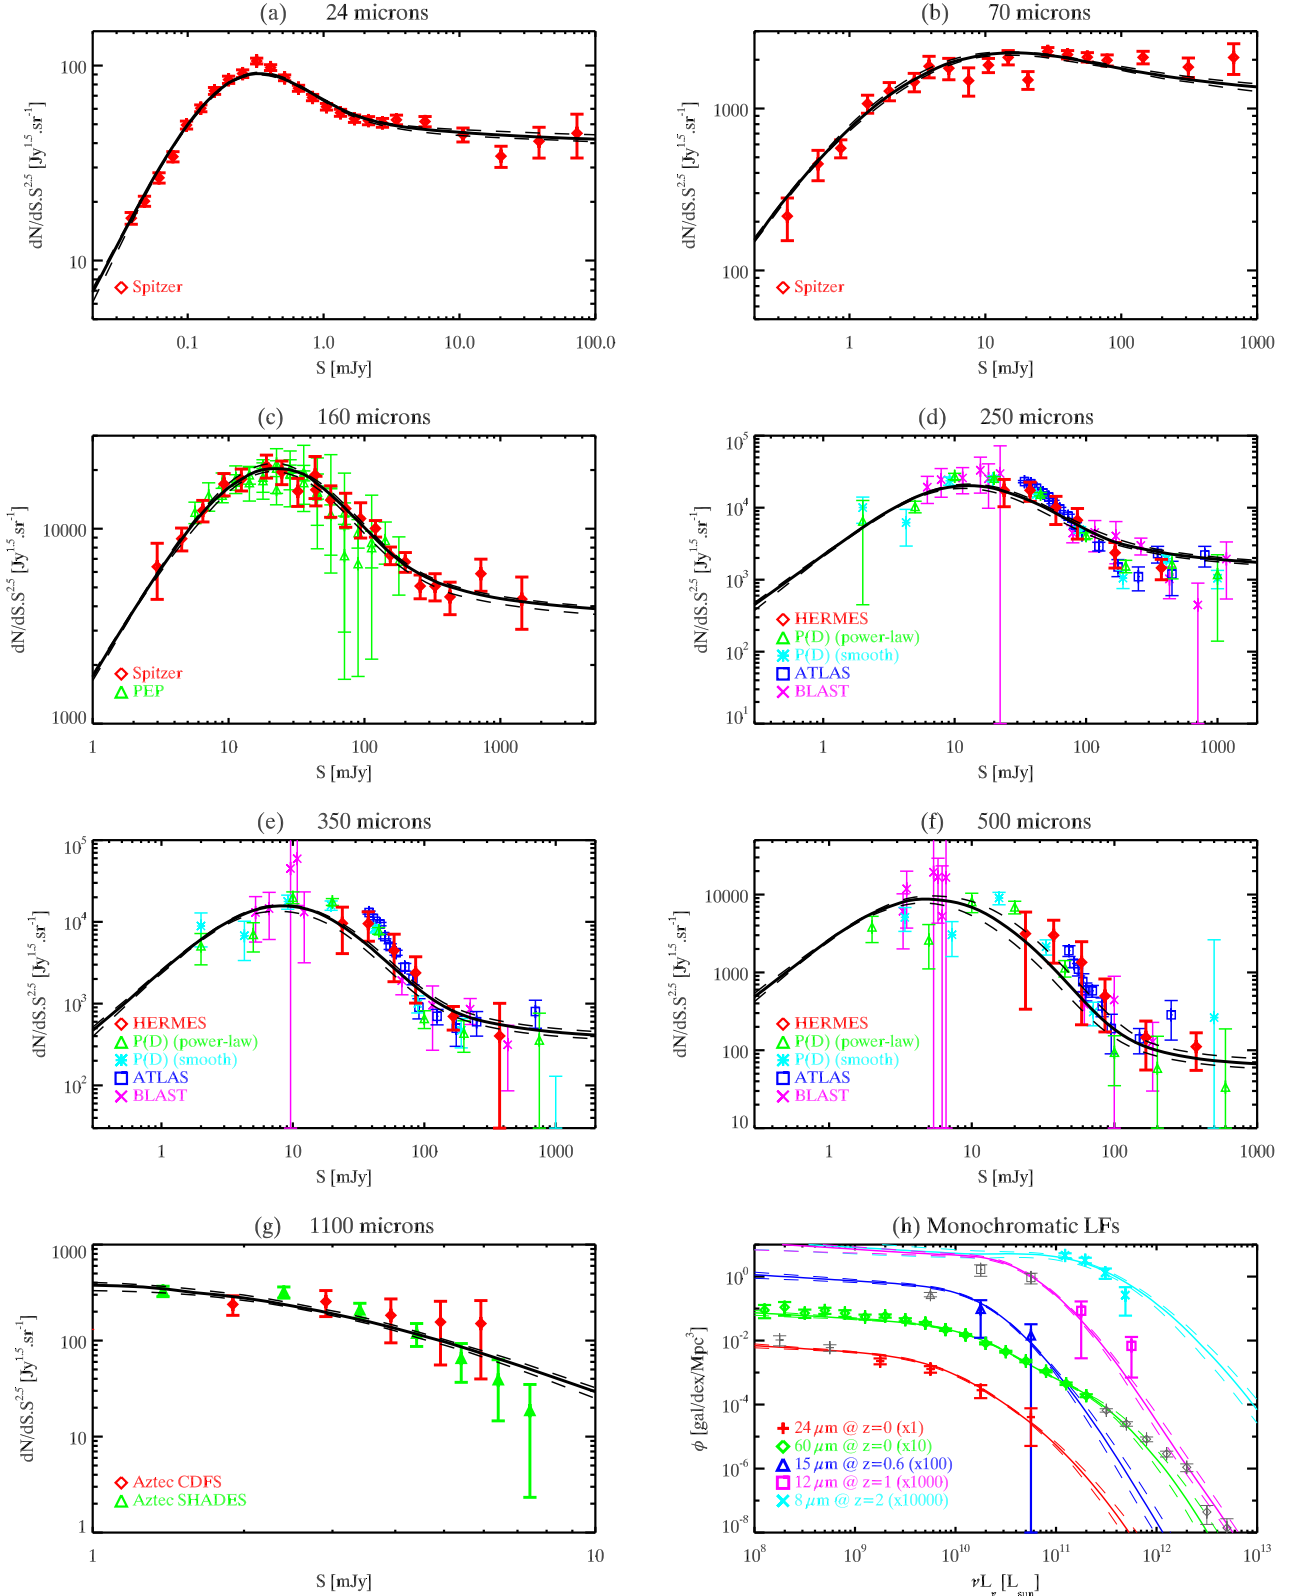 (a) 24 microns
dN/dS.S^2.5 [Jy^1.5.sr^-1]
100
10
Spitzer
0.1 1.0 10.0 100.0
S [mJy]
(b) 70 microns
dN/dS.S^2.5 [Jy^1.5.sr^-1]
1000
100
Spitzer
1 10 100 1000
S [mJy]
(c) 160 microns
dN/dS.S^2.5 [Jy^1.5.sr^-1]
10000
1000
Spitzer
PEP
1 10 100 1000
S [mJy]
(d) 250 microns
dN/dS.S^2.5 [Jy^1.5.sr^-1]
10^5
10^4
10^3
10^2
10^1
HERMES
P(D) (power-law)
P(D) (smooth)
ATLAS
BLAST
1 10 100 1000
S [mJy]
(e) 350 microns
dN/dS.S^2.5 [Jy^1.5.sr^-1]
10^5
10^4
10^3
10^2
HERMES
P(D) (power-law)
P(D) (smooth)
ATLAS
BLAST
1 10 100 1000
S [mJy]
(f) 500 microns
dN/dS.S^2.5 [Jy^1.5.sr^-1]
10000
1000
100
10
HERMES
P(D) (power-law)
P(D) (smooth)
ATLAS
BLAST
1 10 100 1000
S [mJy]
(g) 1100 microns
dN/dS.S^2.5 [Jy^1.5.sr^-1]
1000
100
10
1
Aztec CDFS
Aztec SHADES
1 10
S [mJy]
(h) Monochromatic LFs
ϕ [gal/dex/Mpc^3]
10^0
10^-2
10^-4
10^-6
10^-8
24 μm @ z=0 (x1)
60 μm @ z=0 (x10)
15 μm @ z=0.6 (x100)
12 μm @ z=1 (x1000)
8 μm @ z=2 (x10000)
10^8 10^9 10^10 10^11 10^12 10^13
νL_ν [L_sun]